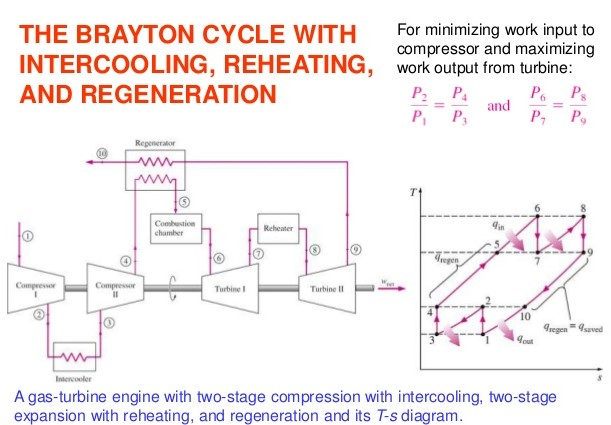 THE BRAYTON CYCLE WITH
INTERCOOLING, REHEATING,
AND REGENERATION
For minimizing work input to
compressor and maximizing
work output from turbine:
P2/P1 = P4/P3 and P6/P7 = P8/P9
Regenerator
10
5
Combustion
chamber
Reheater
1
4
6
7
8
9
Compressor
I
Compressor
II
Turbine I
Turbine II
wnet
2
3
Intercooler
T
6
8
qin
5
qregen
7
9
4
2
10
3
1
qout
qregen = qsaved
s
A gas-turbine engine with two-stage compression with intercooling, two-stage
expansion with reheating, and regeneration and its T-s diagram.